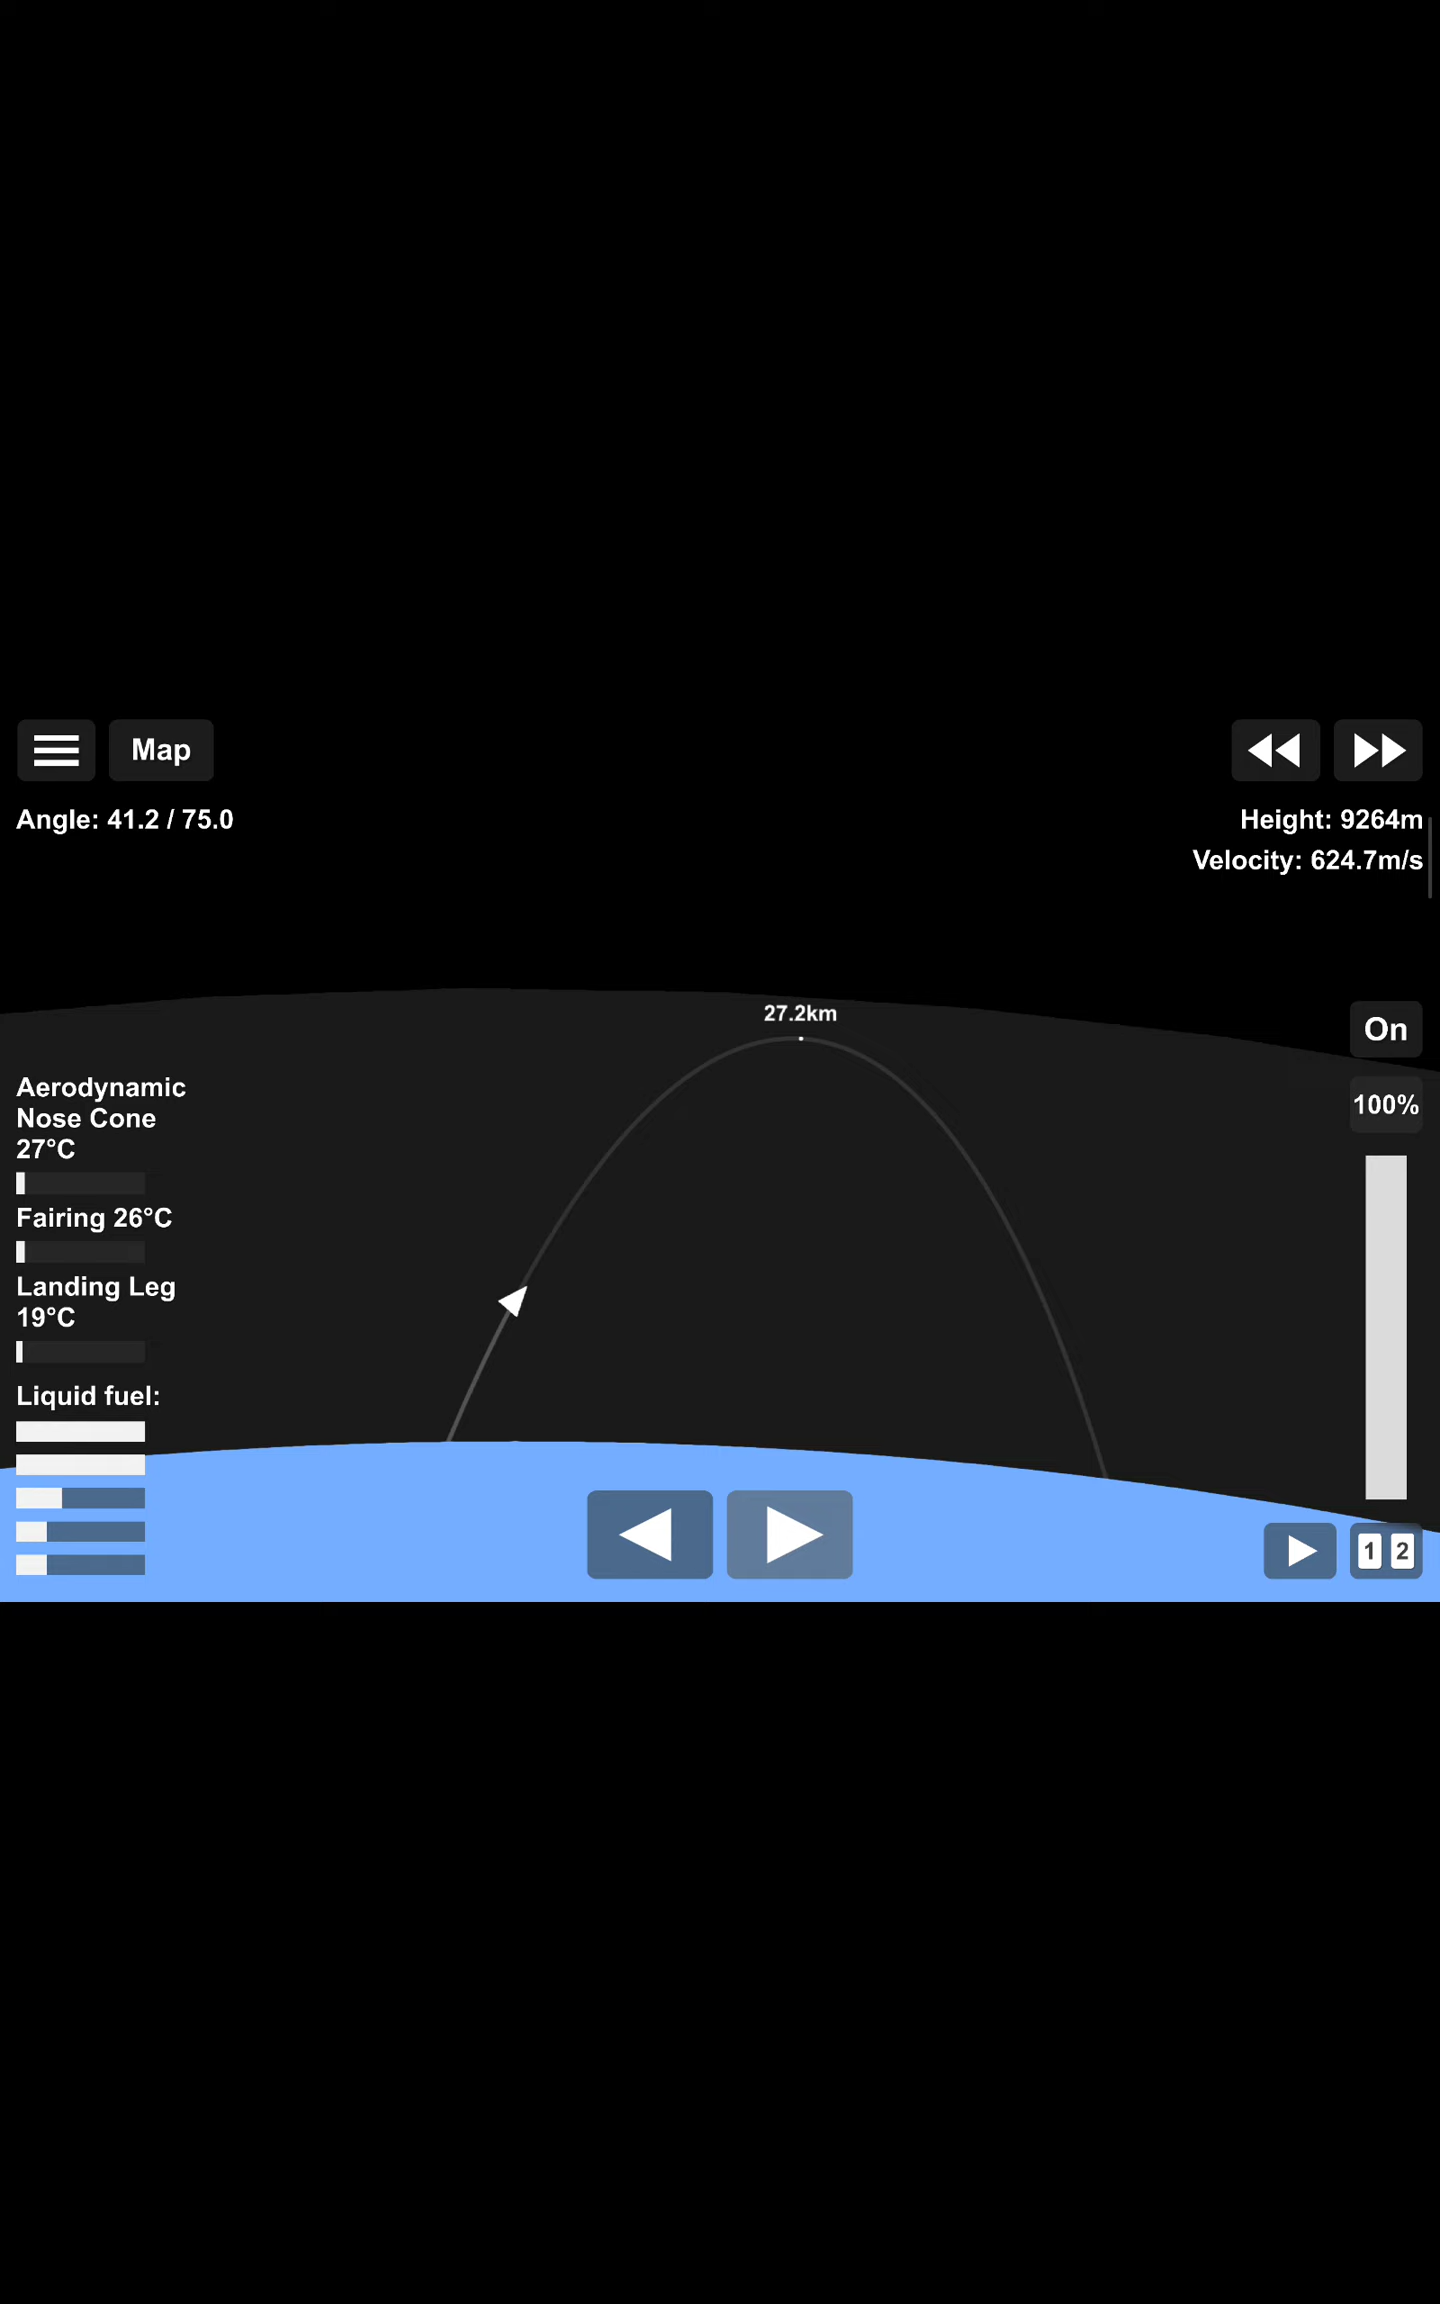 Map
Angle: 41.2 / 75.0
Height: 9264m
Velocity: 624.7m/s
27.2km
On
100%
Aerodynamic
Nose Cone
27°C
Fairing 26°C
Landing Leg
19°C
Liquid fuel:
1 2